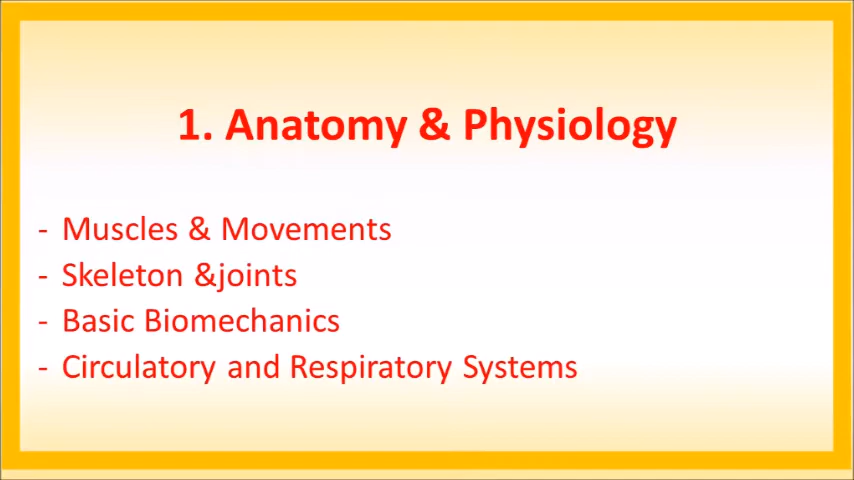 1. Anatomy & Physiology
- Muscles & Movements
- Skeleton &joints
- Basic Biomechanics
- Circulatory and Respiratory Systems